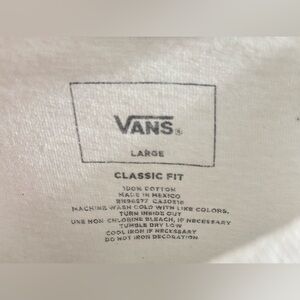 VANS
LARGE
CLASSIC FIT
100% COTTON
MADE IN MEXICO
MACHINE WASH COLD WITH LIKE COLORS,
TURN INSIDE OUT
USE NON CHLORINE BLEACH, IF NECESSARY
TUMBLE DRY LOW
COOL IRON IF NECESSARY
DO NOT IRON DECORATION